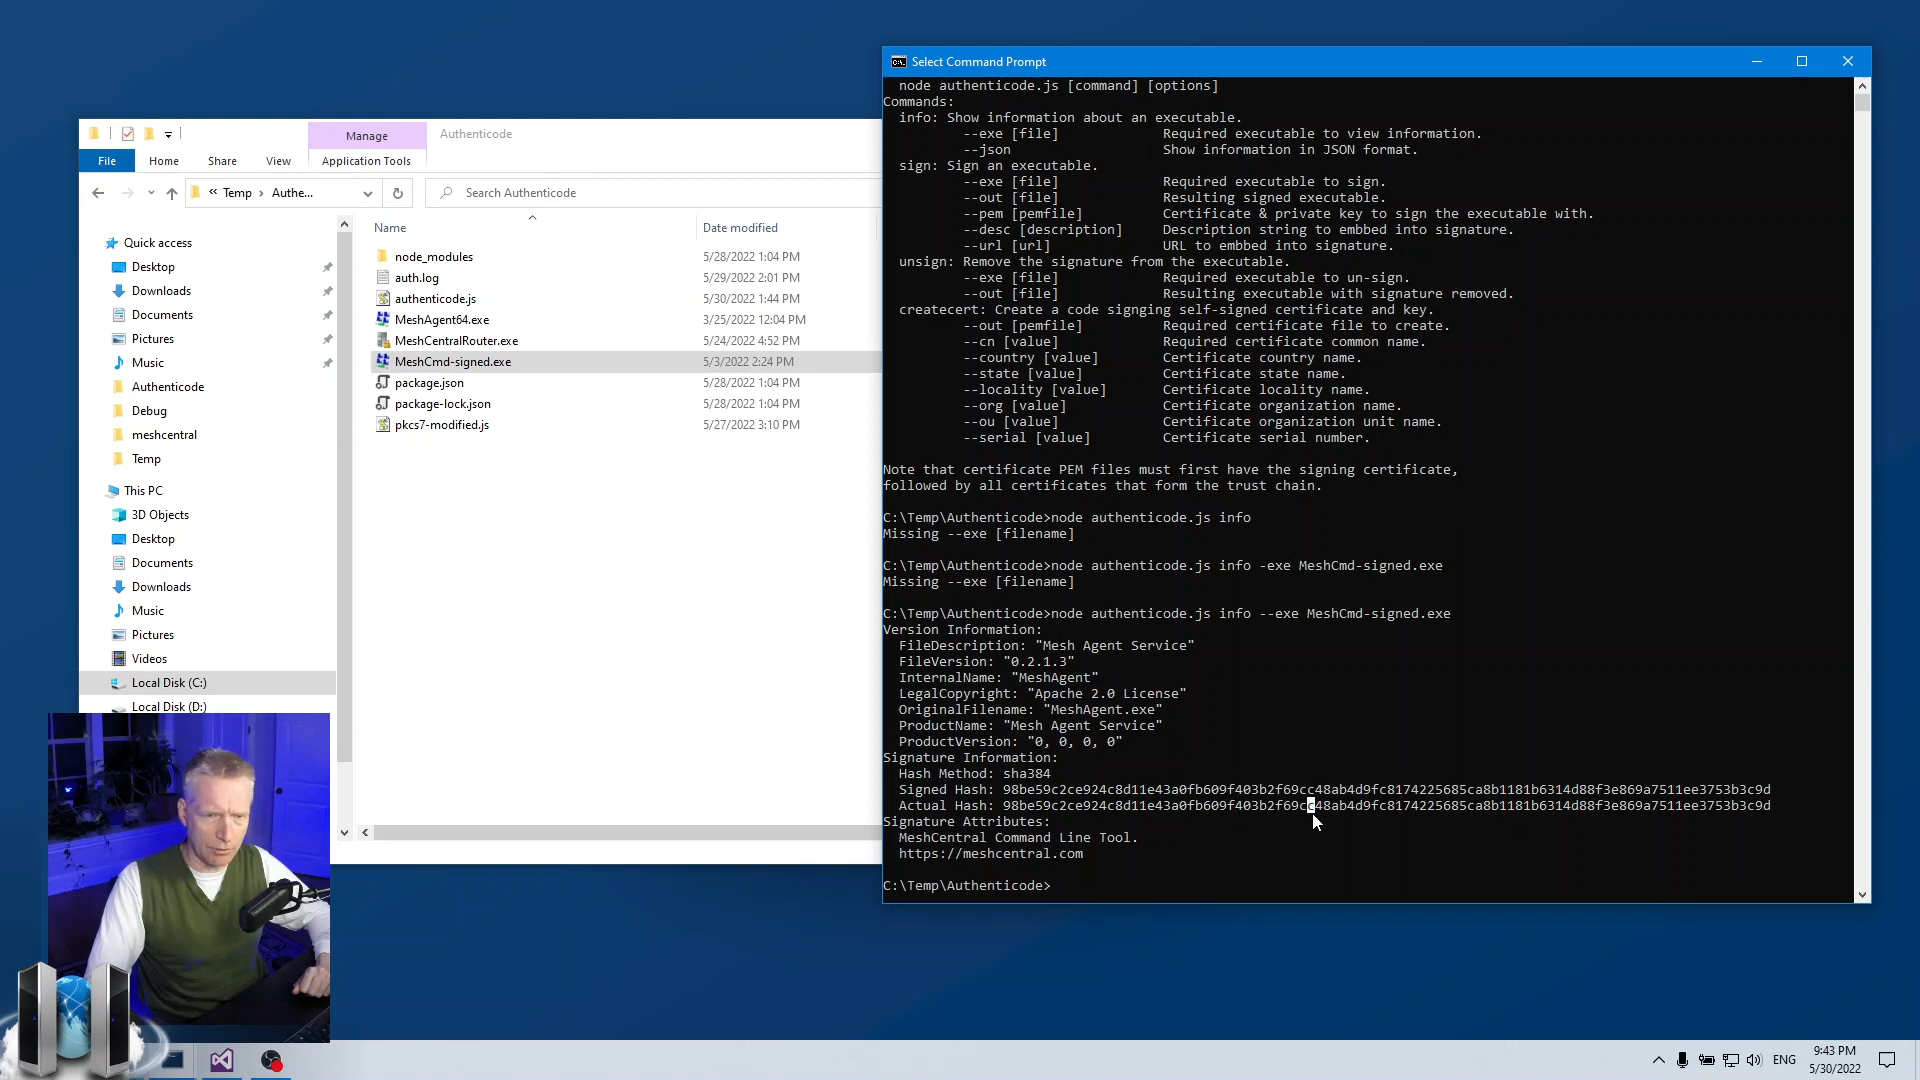 Manage
Authenticode
File
Home
Share
View
Application Tools
« Temp › Authe...
Search Authenticode
Quick access
Desktop
Downloads
Documents
Pictures
Music
Authenticode
Debug
meshcentral
Temp
This PC
3D Objects
Desktop
Documents
Downloads
Music
Pictures
Videos
Local Disk (C:)
Local Disk (D:)
Name Date modified
node_modules 5/28/2022 1:04 PM
auth.log 5/29/2022 2:01 PM
authenticode.js 5/30/2022 1:44 PM
MeshAgent64.exe 3/25/2022 12:04 PM
MeshCentralRouter.exe 5/24/2022 4:52 PM
MeshCmd-signed.exe 5/3/2022 2:24 PM
package.json 5/28/2022 1:04 PM
package-lock.json 5/28/2022 1:04 PM
pkcs7-modified.js 5/27/2022 3:10 PM
Select Command Prompt
node authenticode.js [command] [options]
Commands:
info: Show information about an executable.
--exe [file] Required executable to view information.
--json Show information in JSON format.
sign: Sign an executable.
--exe [file] Required executable to sign.
--out [file] Resulting signed executable.
--pem [pemfile] Certificate & private key to sign the executable with.
--desc [description] Description string to embbed into signature.
--url [url] URL to embbed into signature.
unsign: Remove the signature from the executable.
--exe [file] Required executable to un-sign.
--out [file] Resulting executable with signature removed.
createcert: Create a code signging self-signed certificate and key.
--out [pemfile] Required certificate file to create.
--cn [value] Required certificate common name.
--country [value] Certificate country name.
--state [value] Certificate state name.
--locality [value] Certificate locality name.
--org [value] Certificate organization name.
--ou [value] Certificate organization unit name.
--serial [value] Certificate serial number.
Note that certificate PEM files must first have the signing certificate,
followed by all certificates that form the trust chain.
C:\Temp\Authenticode>node authenticode.js info
Missing --exe [filename]
C:\Temp\Authenticode>node authenticode.js info -exe MeshCmd-signed.exe
Missing --exe [filename]
C:\Temp\Authenticode>node authenticode.js info --exe MeshCmd-signed.exe
Version Information:
FileDescription: "Mesh Agent Service"
FileVersion: "0.2.1.3"
InternalName: "MeshAgent"
LegalCopyright: "Apache 2.0 License"
OriginalFilename: "MeshAgent.exe"
ProductName: "Mesh Agent Service"
ProductVersion: "0, 0, 0, 0"
Signature Information:
Hash Method: sha384
Signed Hash: 98be59c2ce924c8d11e43a0fb609f403b2f69cc48ab4d9fc8174225685ca8b1181b6314d88f3e869a7511ee3753b3c9d
Actual Hash: 98be59c2ce924c8d11e43a0fb609f403b2f69cc48ab4d9fc8174225685ca8b1181b6314d88f3e869a7511ee3753b3c9d
Signature Attributes:
MeshCentral Command Line Tool.
https://meshcentral.com
C:\Temp\Authenticode>
ENG
9:43 PM
5/30/2022